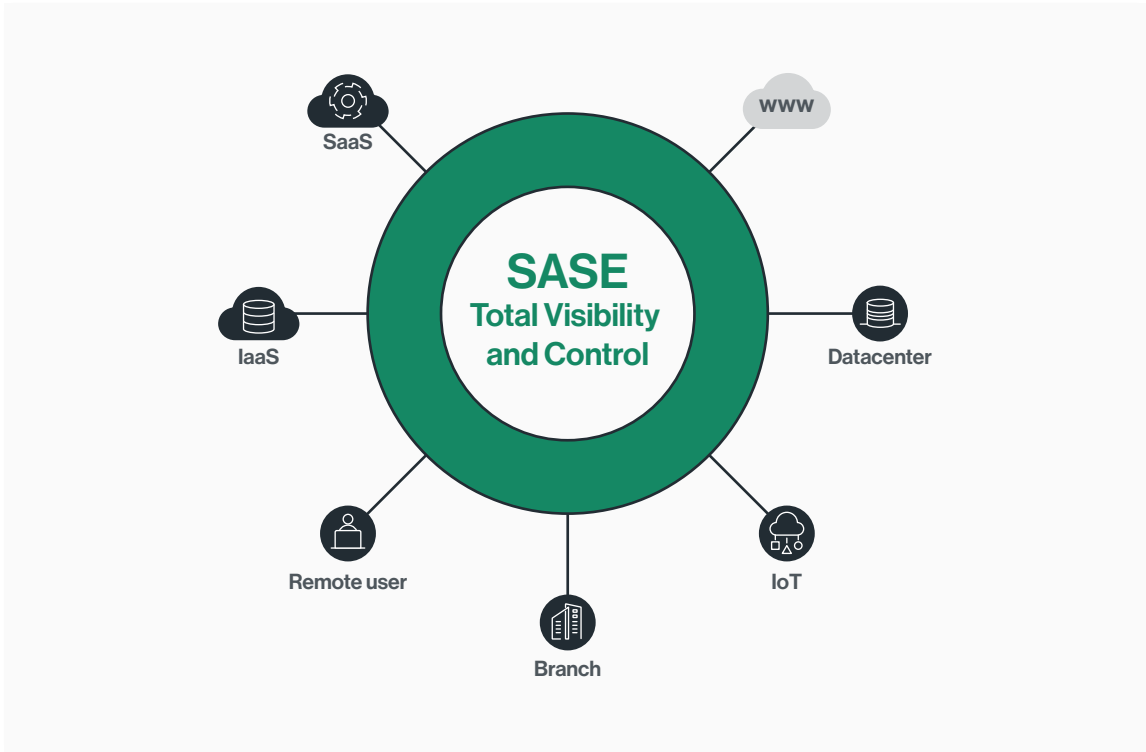 www
SaaS
SASE
Total Visibility
and Control
IaaS
Datacenter
Remote user
IoT
Branch